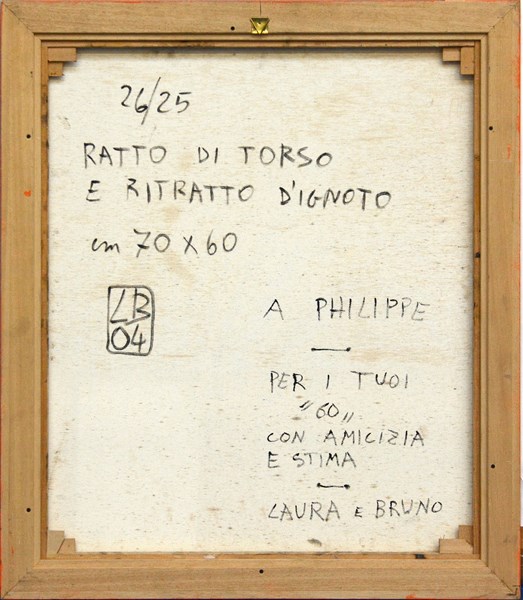 26/25
RATTO DI TORSO
E RITRATTO D'IGNOTO
cm 70 x 60
LB
04
A PHILIPPE
PER I TUOI
"60"
CON AMICIZIA
E STIMA
LAURA E BRUNO